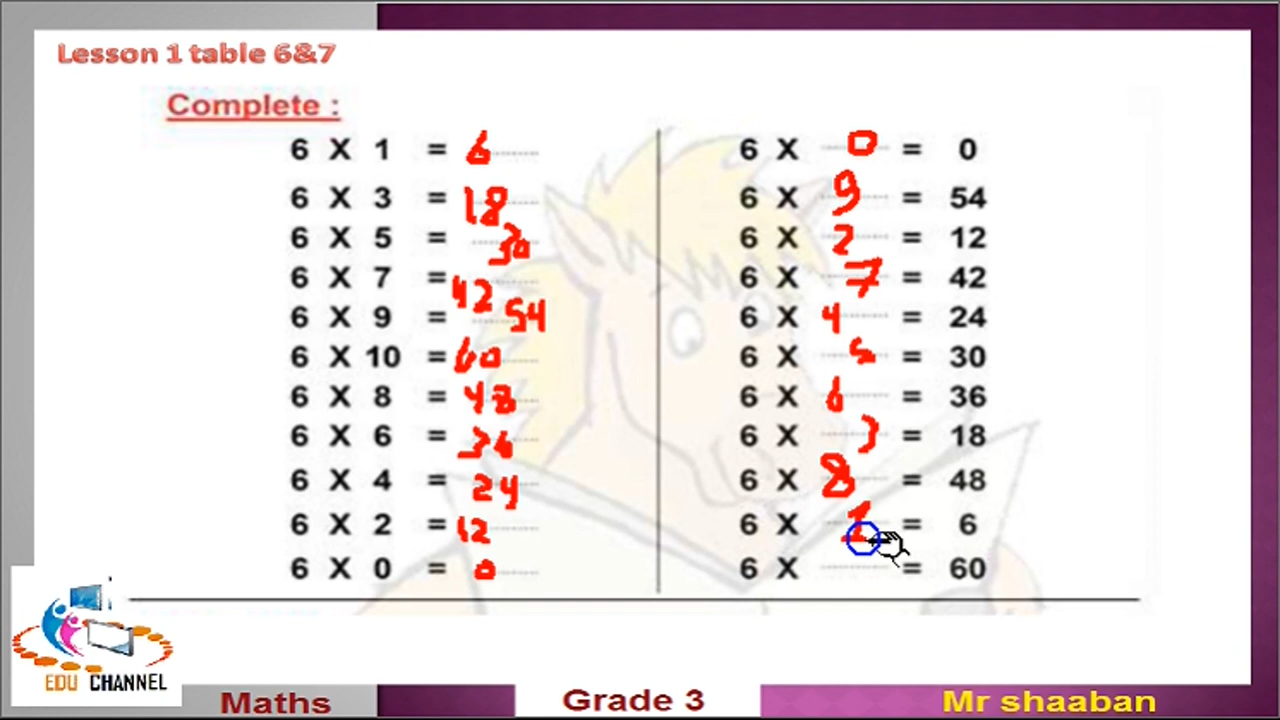 Lesson 1 table 6&7
Complete :
6 X 1 = 6
6 X 3 = 18
6 X 5 = 30
6 X 7 = 42
6 X 9 = 54
6 X 10 = 60
6 X 8 = 48
6 X 6 = 36
6 X 4 = 24
6 X 2 = 12
6 X 0 = 0
6 X 0 = 0
6 X 9 = 54
6 X 2 = 12
6 X 7 = 42
6 X 4 = 24
6 X 5 = 30
6 X 6 = 36
6 X 3 = 18
6 X 8 = 48
6 X 1 = 6
6 X ........ = 60
EDU CHANNEL
Maths
Grade 3
Mr shaaban